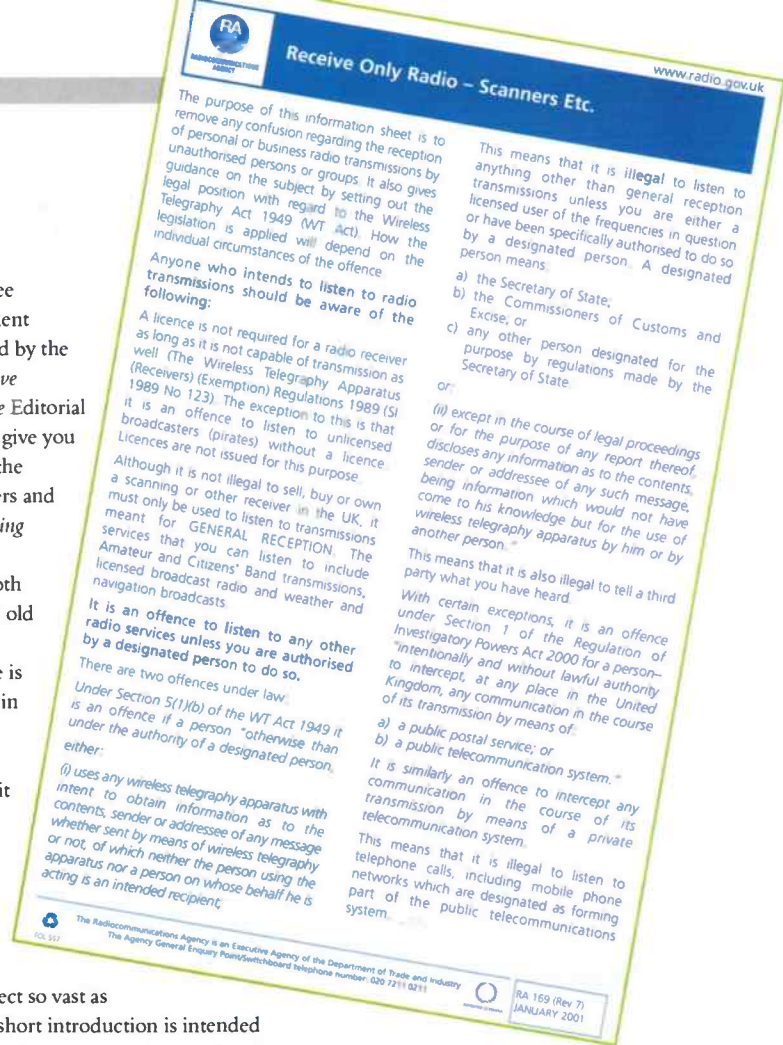 ee
ent
d by the
ve
e Editorial
give you
the
ers and
ing
oth
old
e is
in
it
ect so vast as
short introduction is intended
RA
RADIOCOMMUNICATIONS
AGENCY
Receive Only Radio – Scanners Etc.
www.radio.gov.uk
The purpose of this information sheet is to
remove any confusion regarding the reception
of personal or business radio transmissions by
unauthorised persons or groups. It also gives
guidance on the subject by setting out the
legal position with regard to the Wireless
Telegraphy Act 1949 (WT Act). How the
legislation is applied will depend on the
individual circumstances of the offence
Anyone who intends to listen to radio
transmissions should be aware of the
following:
A licence is not required for a radio receiver
as long as it is not capable of transmission as
well (The Wireless Telegraphy Apparatus
(Receivers) (Exemption) Regulations 1989 (SI
1989 No 123). The exception to this is that
it is an offence to listen to unlicensed
broadcasters (pirates) without a licence.
Licences are not issued for this purpose.
Although it is not illegal to sell, buy or own
a scanning or other receiver in the UK, it
must only be used to listen to transmissions
meant for GENERAL RECEPTION. The
services that you can listen to include
Amateur and Citizens' Band transmissions,
licensed broadcast radio and weather and
navigation broadcasts.
It is an offence to listen to any other
radio services unless you are authorised
by a designated person to do so.
There are two offences under law:
Under Section 5(1)(b) of the WT Act 1949 it
is an offence if a person "otherwise than
under the authority of a designated person,
either:
(i) uses any wireless telegraphy apparatus with
intent to obtain information as to the
contents, sender or addressee of any message
whether sent by means of wireless telegraphy
or not, of which neither the person using the
apparatus nor a person on whose behalf he is
acting is an intended recipient;
This means that it is illegal to listen to
anything other than general reception
transmissions unless you are either a
licensed user of the frequencies in question
or have been specifically authorised to do so
by a designated person. A designated
person means:
a) the Secretary of State;
b) the Commissioners of Customs and
Excise; or
c) any other person designated for the
purpose by regulations made by the
Secretary of State.
or:
(ii) except in the course of legal proceedings
or for the purpose of any report thereof,
discloses any information as to the contents,
sender or addressee of any such message,
being information which would not have
come to his knowledge but for the use of
wireless telegraphy apparatus by him or by
another person."
This means that it is also illegal to tell a third
party what you have heard.
With certain exceptions, it is an offence
under Section 1 of the Regulation of
Investigatory Powers Act 2000 for a person–
"intentionally and without lawful authority
to intercept, at any place in the United
Kingdom, any communication in the course
of its transmission by means of:
a) a public postal service; or
b) a public telecommunication system."
It is similarly an offence to intercept any
communication in the course of its
transmission by means of a private
telecommunication system.
This means that it is illegal to listen to
telephone calls, including mobile phone
networks which are designated as forming
part of the public telecommunications
system.
The Radiocommunications Agency is an Executive Agency of the Department of Trade and Industry
The Agency General Enquiry Point/Switchboard telephone number: 020 7211 0211
RA 169 (Rev 7)
JANUARY 2001